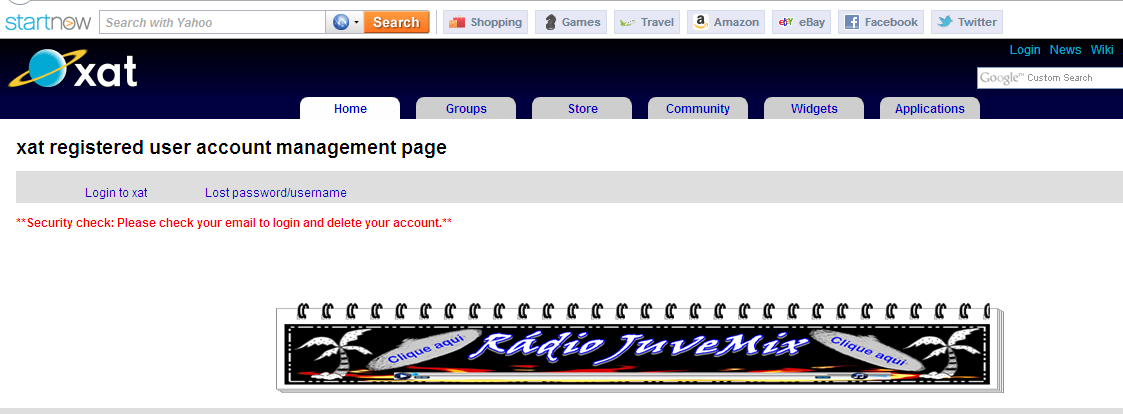 startnow Search with Yahoo Search Shopping Games Travel a Amazon ebY eBay f Facebook Twitter
Login News Wiki
xat
Google™ Custom Search
Home Groups Store Community Widgets Applications
xat registered user account management page
Login to xat Lost password/username
**Security check: Please check your email to login and delete your account.**
Clique aqui Rádio JuveMix Clique aqui